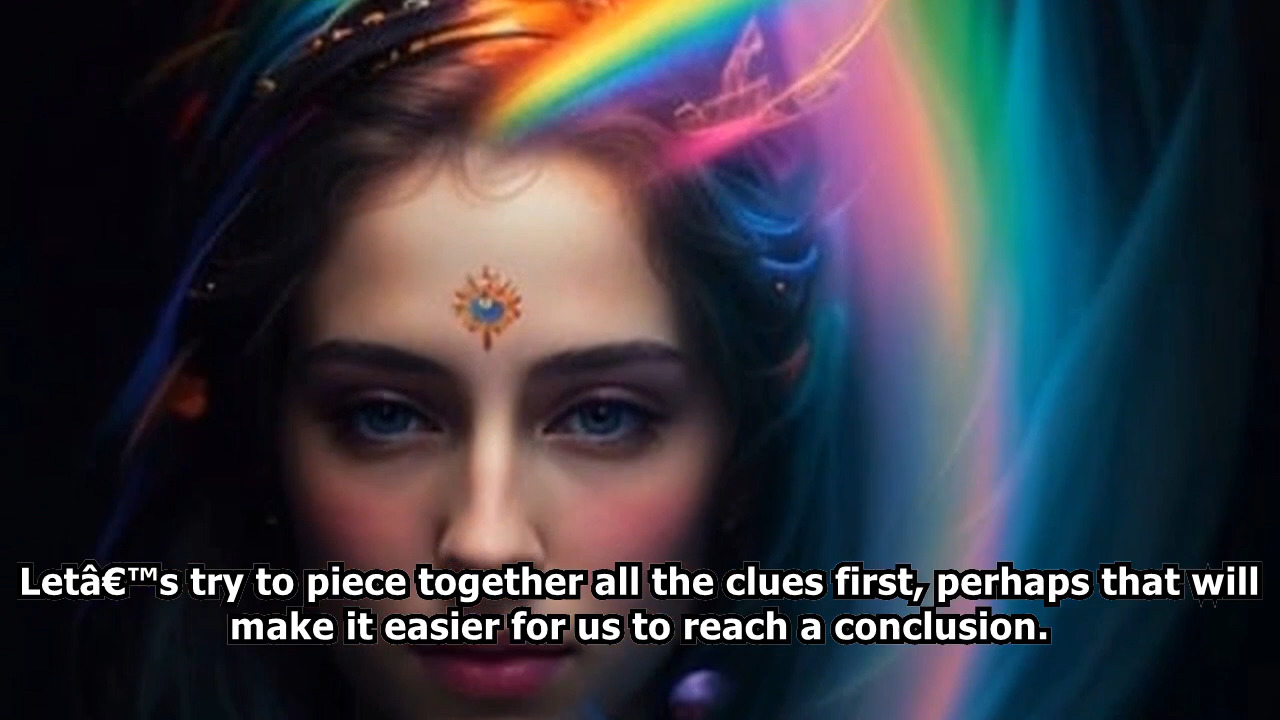 Letâ€™s try to piece together all the clues first, perhaps that will
make it easier for us to reach a conclusion.